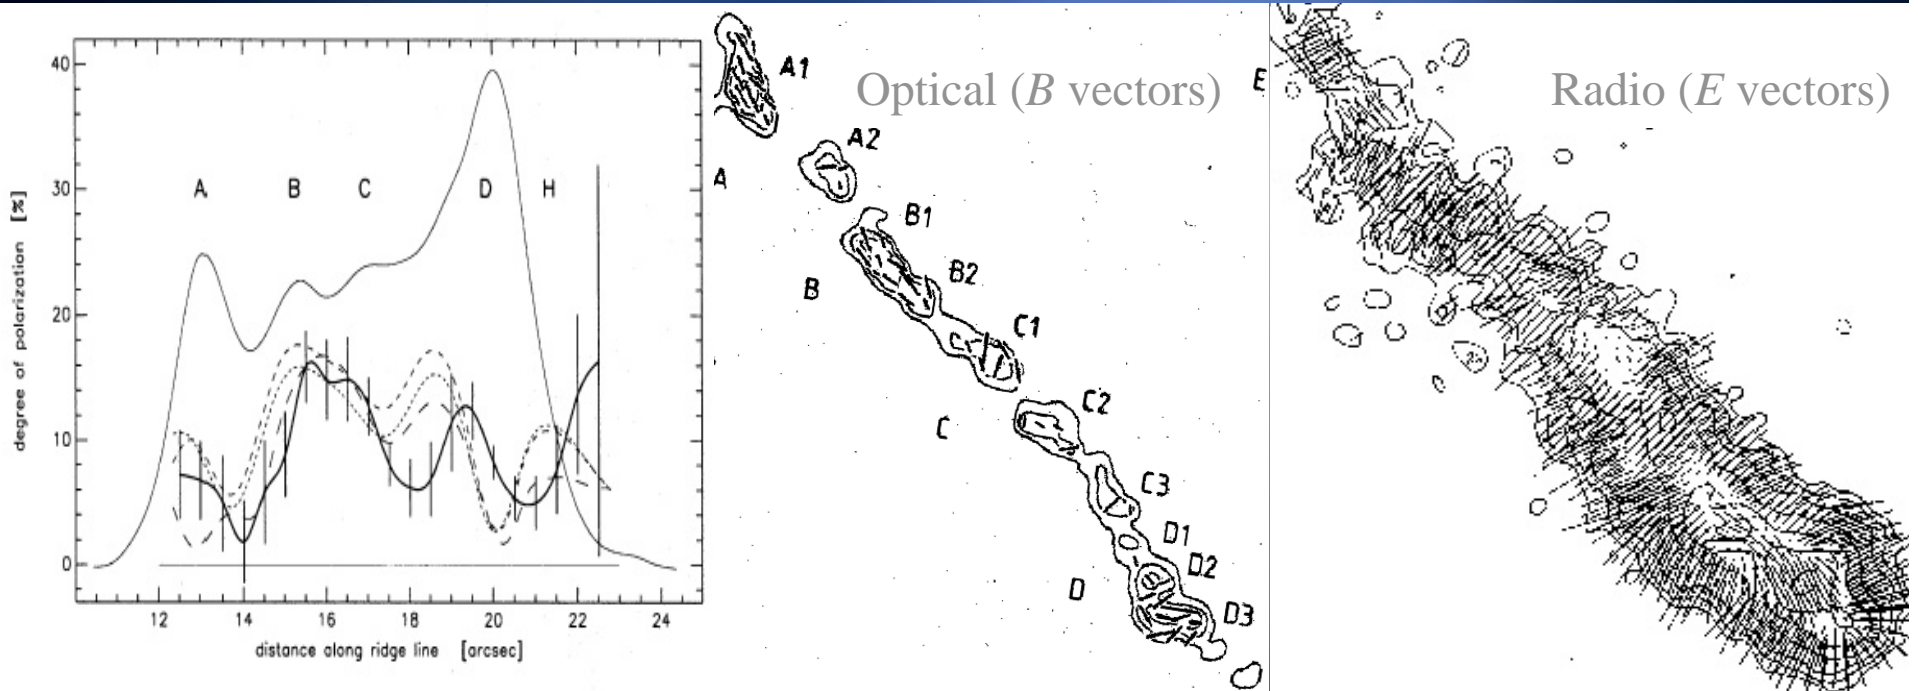 40
30
20
10
0
degree of polarization [%]
A B C D H
12 14 16 18 20 22 24
distance along ridge line [arcsec]
Optical (B vectors)
A1
A2
A
B1
B2
B
C1
C2
C
C3
D1
D2
D
D3
E
Radio (E vectors)